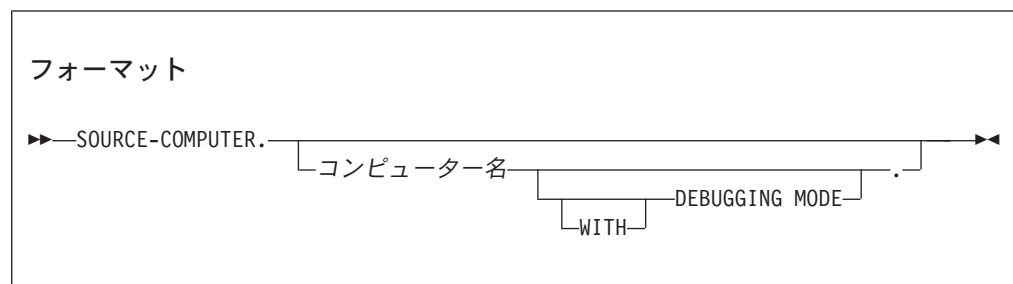 フォーマット
►►—SOURCE-COMPUTER.—►◄
コンピューター名 .
DEBUGGING MODE
WITH